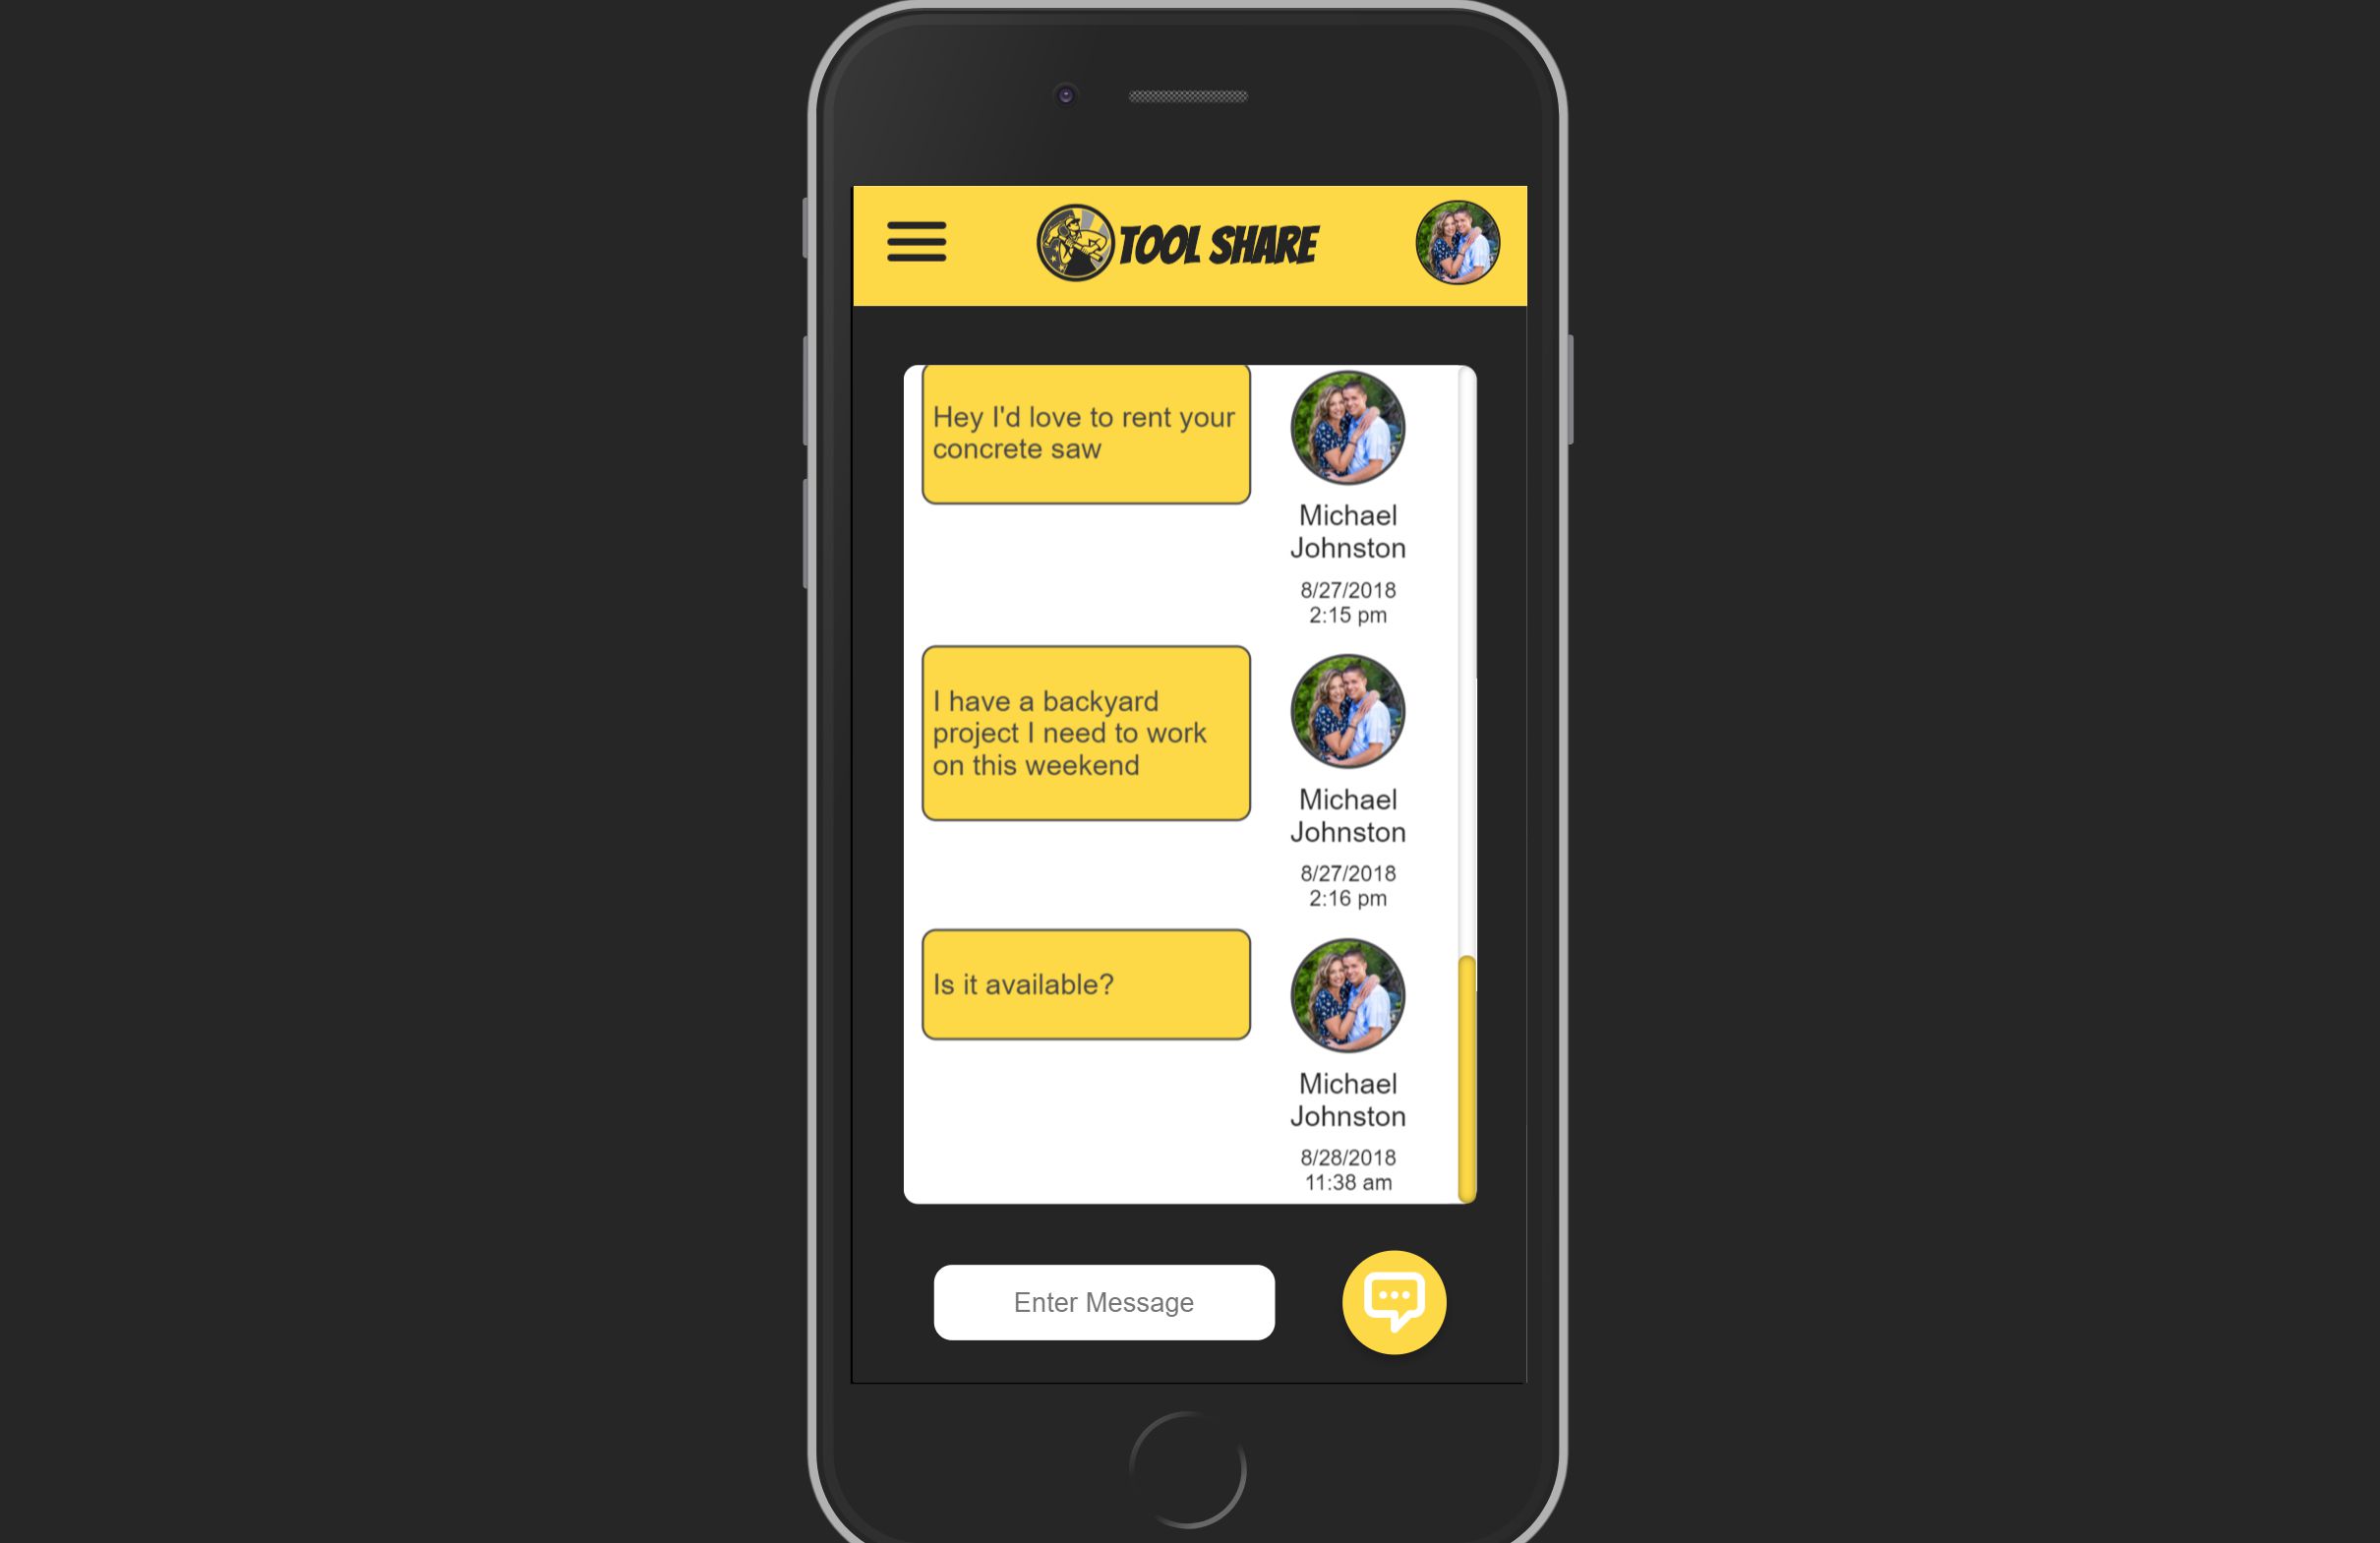 TOOL SHARE
Hey I'd love to rent your
concrete saw
Michael
Johnston
8/27/2018
2:15 pm
I have a backyard
project I need to work
on this weekend
Michael
Johnston
8/27/2018
2:16 pm
Is it available?
Michael
Johnston
8/28/2018
11:38 am
Enter Message